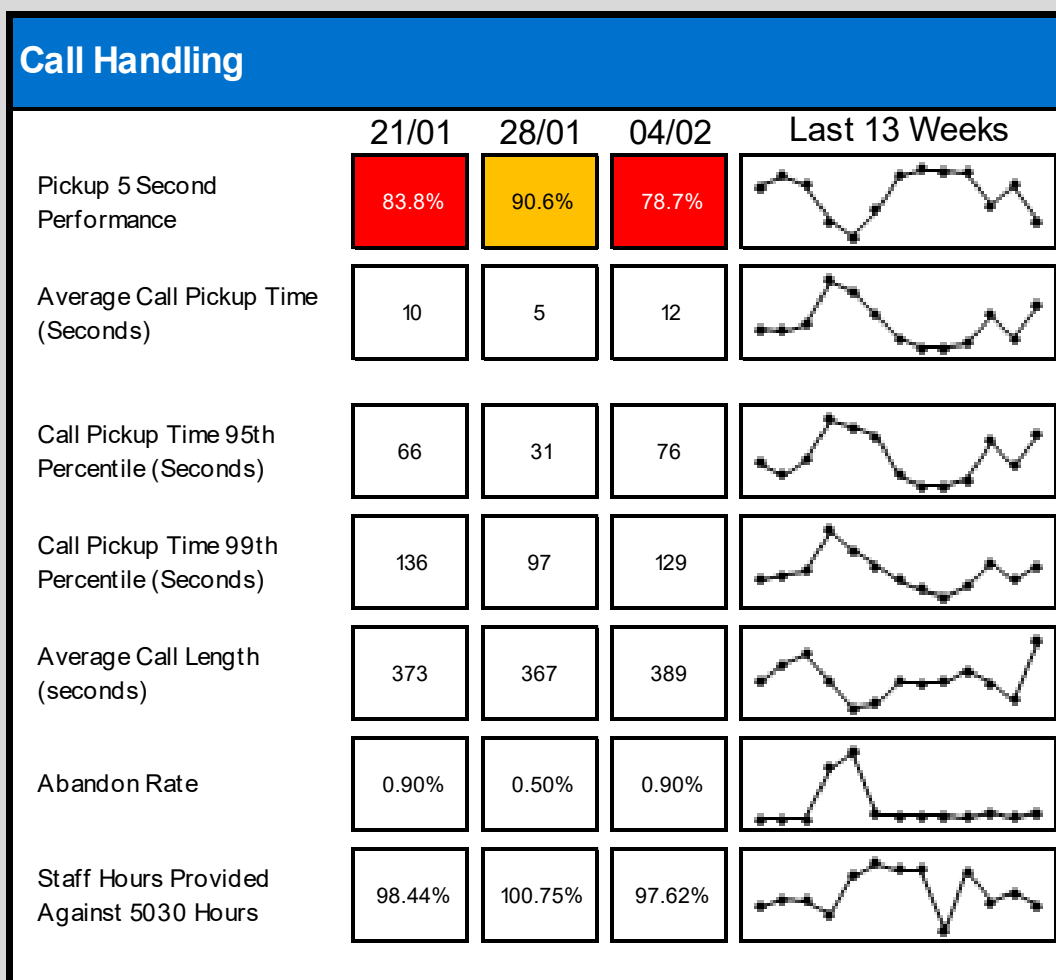 Call Handling
21/01 28/01 04/02 Last 13 Weeks
Pickup 5 Second
Performance
83.8% 90.6% 78.7%
Average Call Pickup Time
(Seconds)
10 5 12
Call Pickup Time 95th
Percentile (Seconds)
66 31 76
Call Pickup Time 99th
Percentile (Seconds)
136 97 129
Average Call Length
(seconds)
373 367 389
Abandon Rate
0.90% 0.50% 0.90%
Staff Hours Provided
Against 5030 Hours
98.44% 100.75% 97.62%